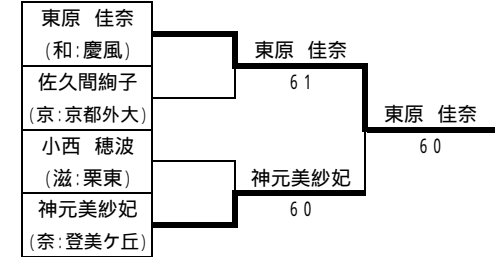 東原 佳奈
(和:慶風)
佐久間絢子
(京:京都外大)
小西 穂波
(滋:栗東)
神元美紗妃
(奈:登美ケ丘)
東原 佳奈
6 1
神元美紗妃
6 0
東原 佳奈
6 0